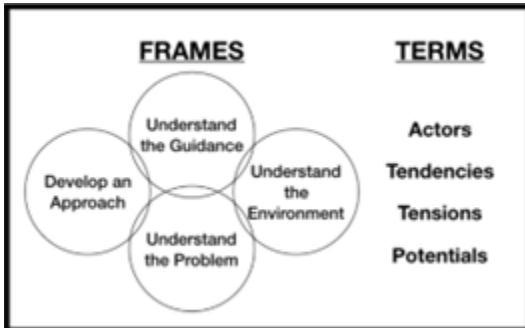 FRAMES
Understand
the Guidance
Develop an
Approach
Understand
the
Environment
Understand
the Problem
TERMS
Actors
Tendencies
Tensions
Potentials